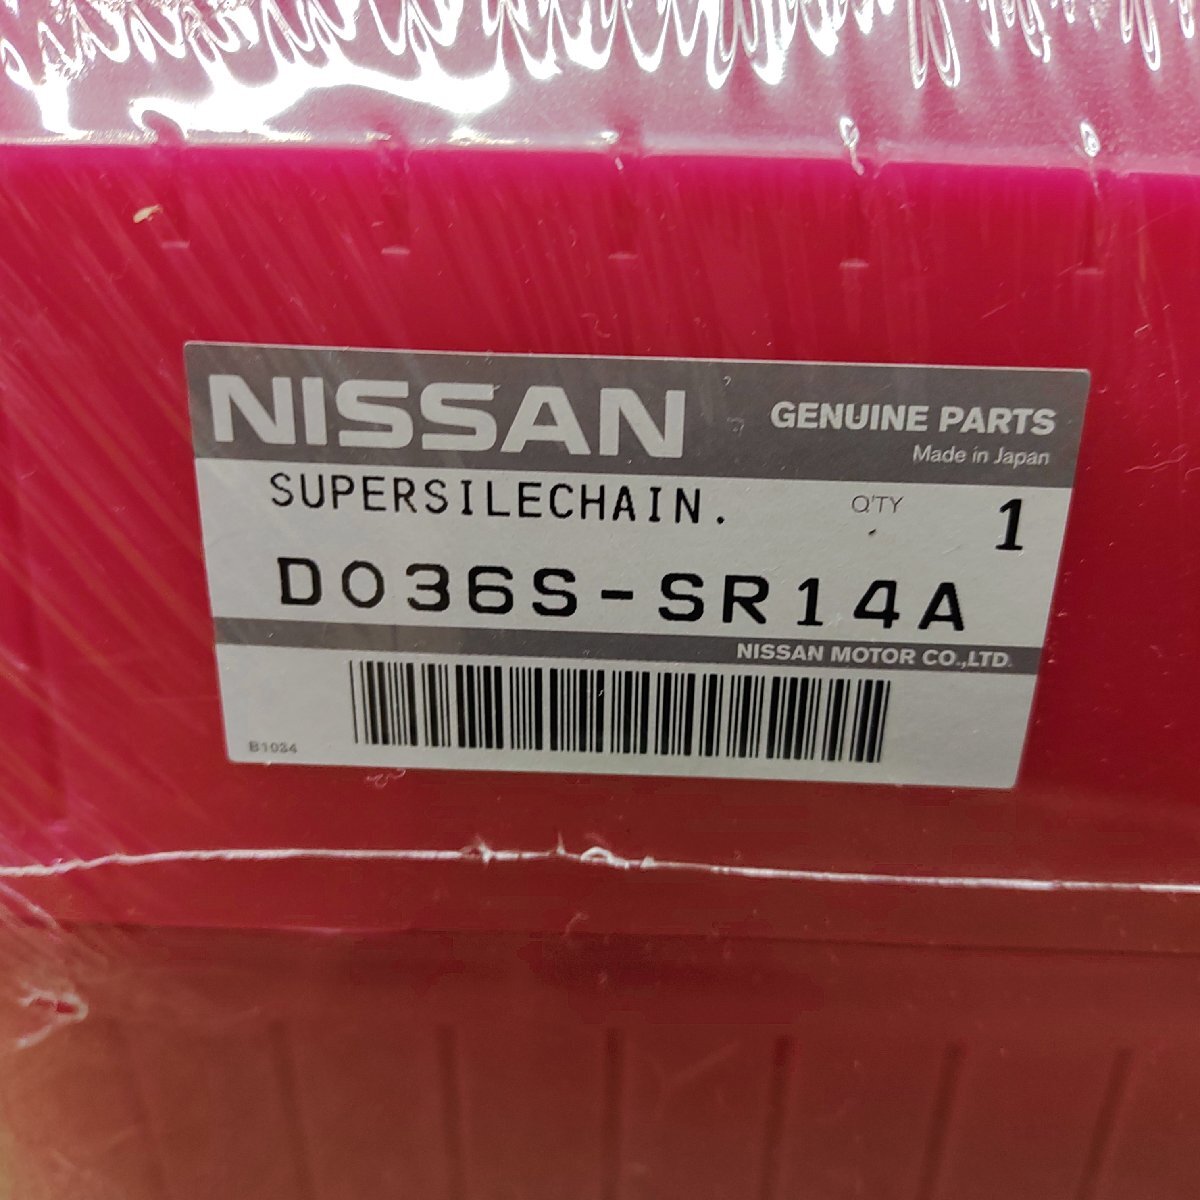 NISSAN
GENUINE PARTS
Made in Japan
SUPERSILECHAIN.
Q'TY 1
D036S-SR14A
NISSAN MOTOR CO.,LTD.
B1034